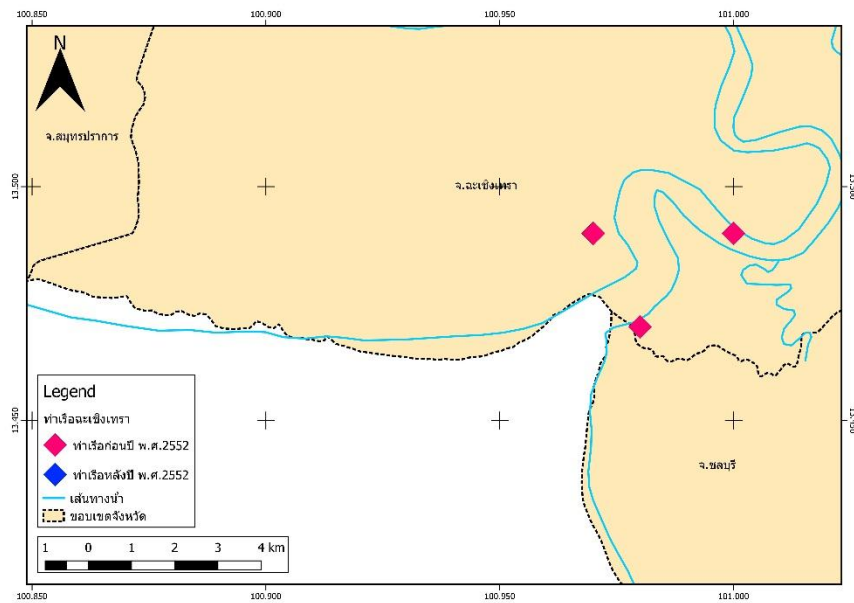 100.850 100.900 100.950 101.000
N
จ.สมุทรปราการ
13.500 จ.ฉะเชิงเทรา 13.500
Legend
ท่าเรือฉะเชิงเทรา
ท่าเรือก่อนปี พ.ศ.2552
ท่าเรือหลังปี พ.ศ.2552
เส้นทางน้ำ
ขอบเขตจังหวัด
13.450 13.450
จ.ชลบุรี
1 0 1 2 3 4 km
100.850 100.900 100.950 101.000